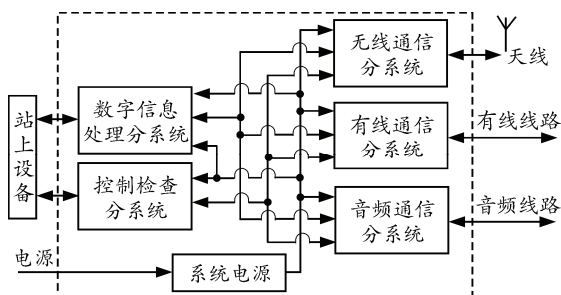 无线通信
分系统
天线
数字信息
处理分系统
站上设备
有线通信
分系统
有线线路
控制检查
分系统
音频通信
分系统
音频线路
电源
系统电源